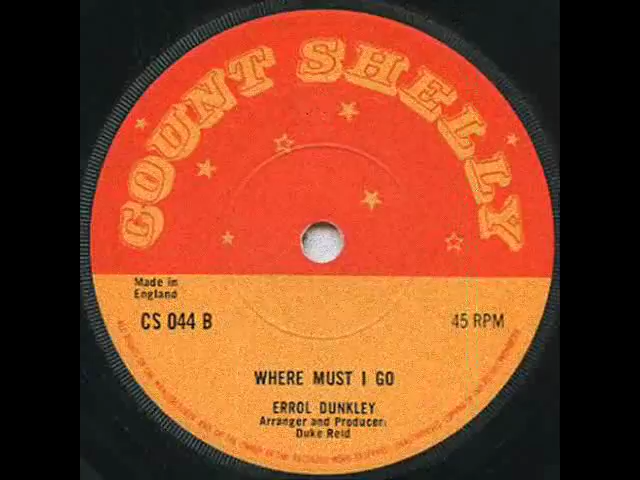 COUNT SHELLY
Made in
England
CS 044 B
45 RPM
WHERE MUST I GO
ERROL DUNKLEY
Arranger and Producer:
Duke Reid